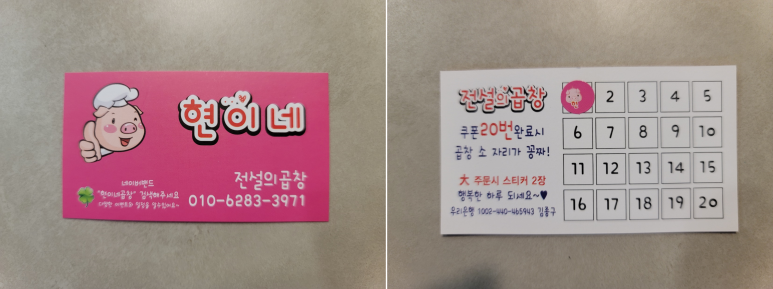 현이네
전설의곱창
네이버밴드
"현이네곱창" 검색해주세요
010-6283-3971
전설의곱창
쿠폰20번완료시
곱창 소 자리가 꽁짜!
大 주문시 스티커 2장
행복한 하루 되네요~♥
우리은행 1002-440-465943 김종구
2 3 4 5
6 7 8 9 10
11 12 13 14 15
16 17 18 19 20